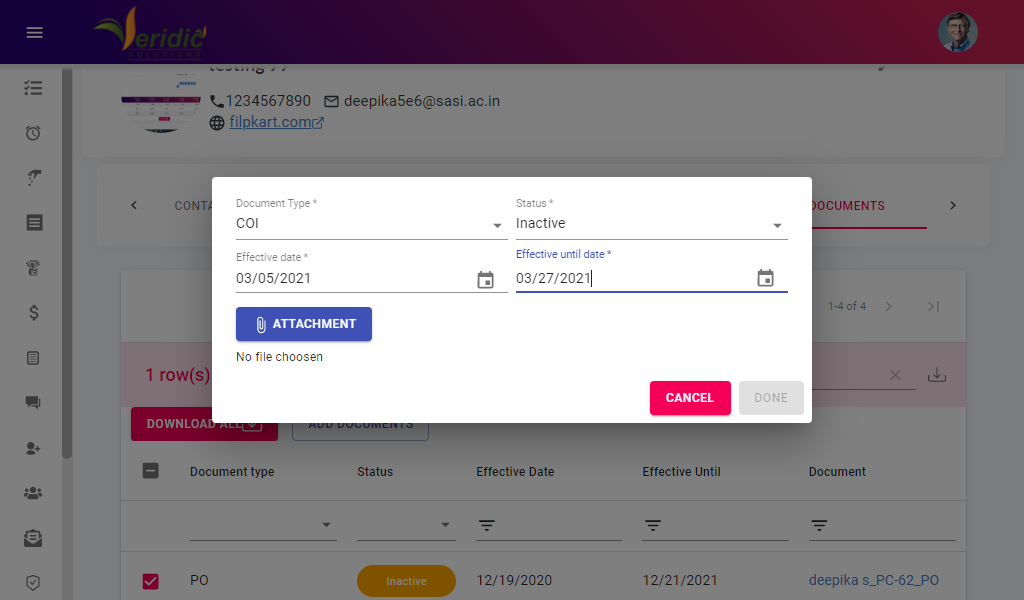 eridic
SOLUTIONS
testing 99
1234567890 deepika5e6@sasi.ac.in
filpkart.com
CONTA
DOCUMENTS
Document Type *
COI
Status *
Inactive
Effective date *
03/05/2021
Effective until date *
03/27/2021
ATTACHMENT
No file choosen
CANCEL DONE
1-4 of 4
1 row(s)
DOWNLOAD ALL
ADD DOCUMENTS
Document type Status Effective Date Effective Until Document
PO Inactive 12/19/2020 12/21/2021 deepika s_PC-62_PO